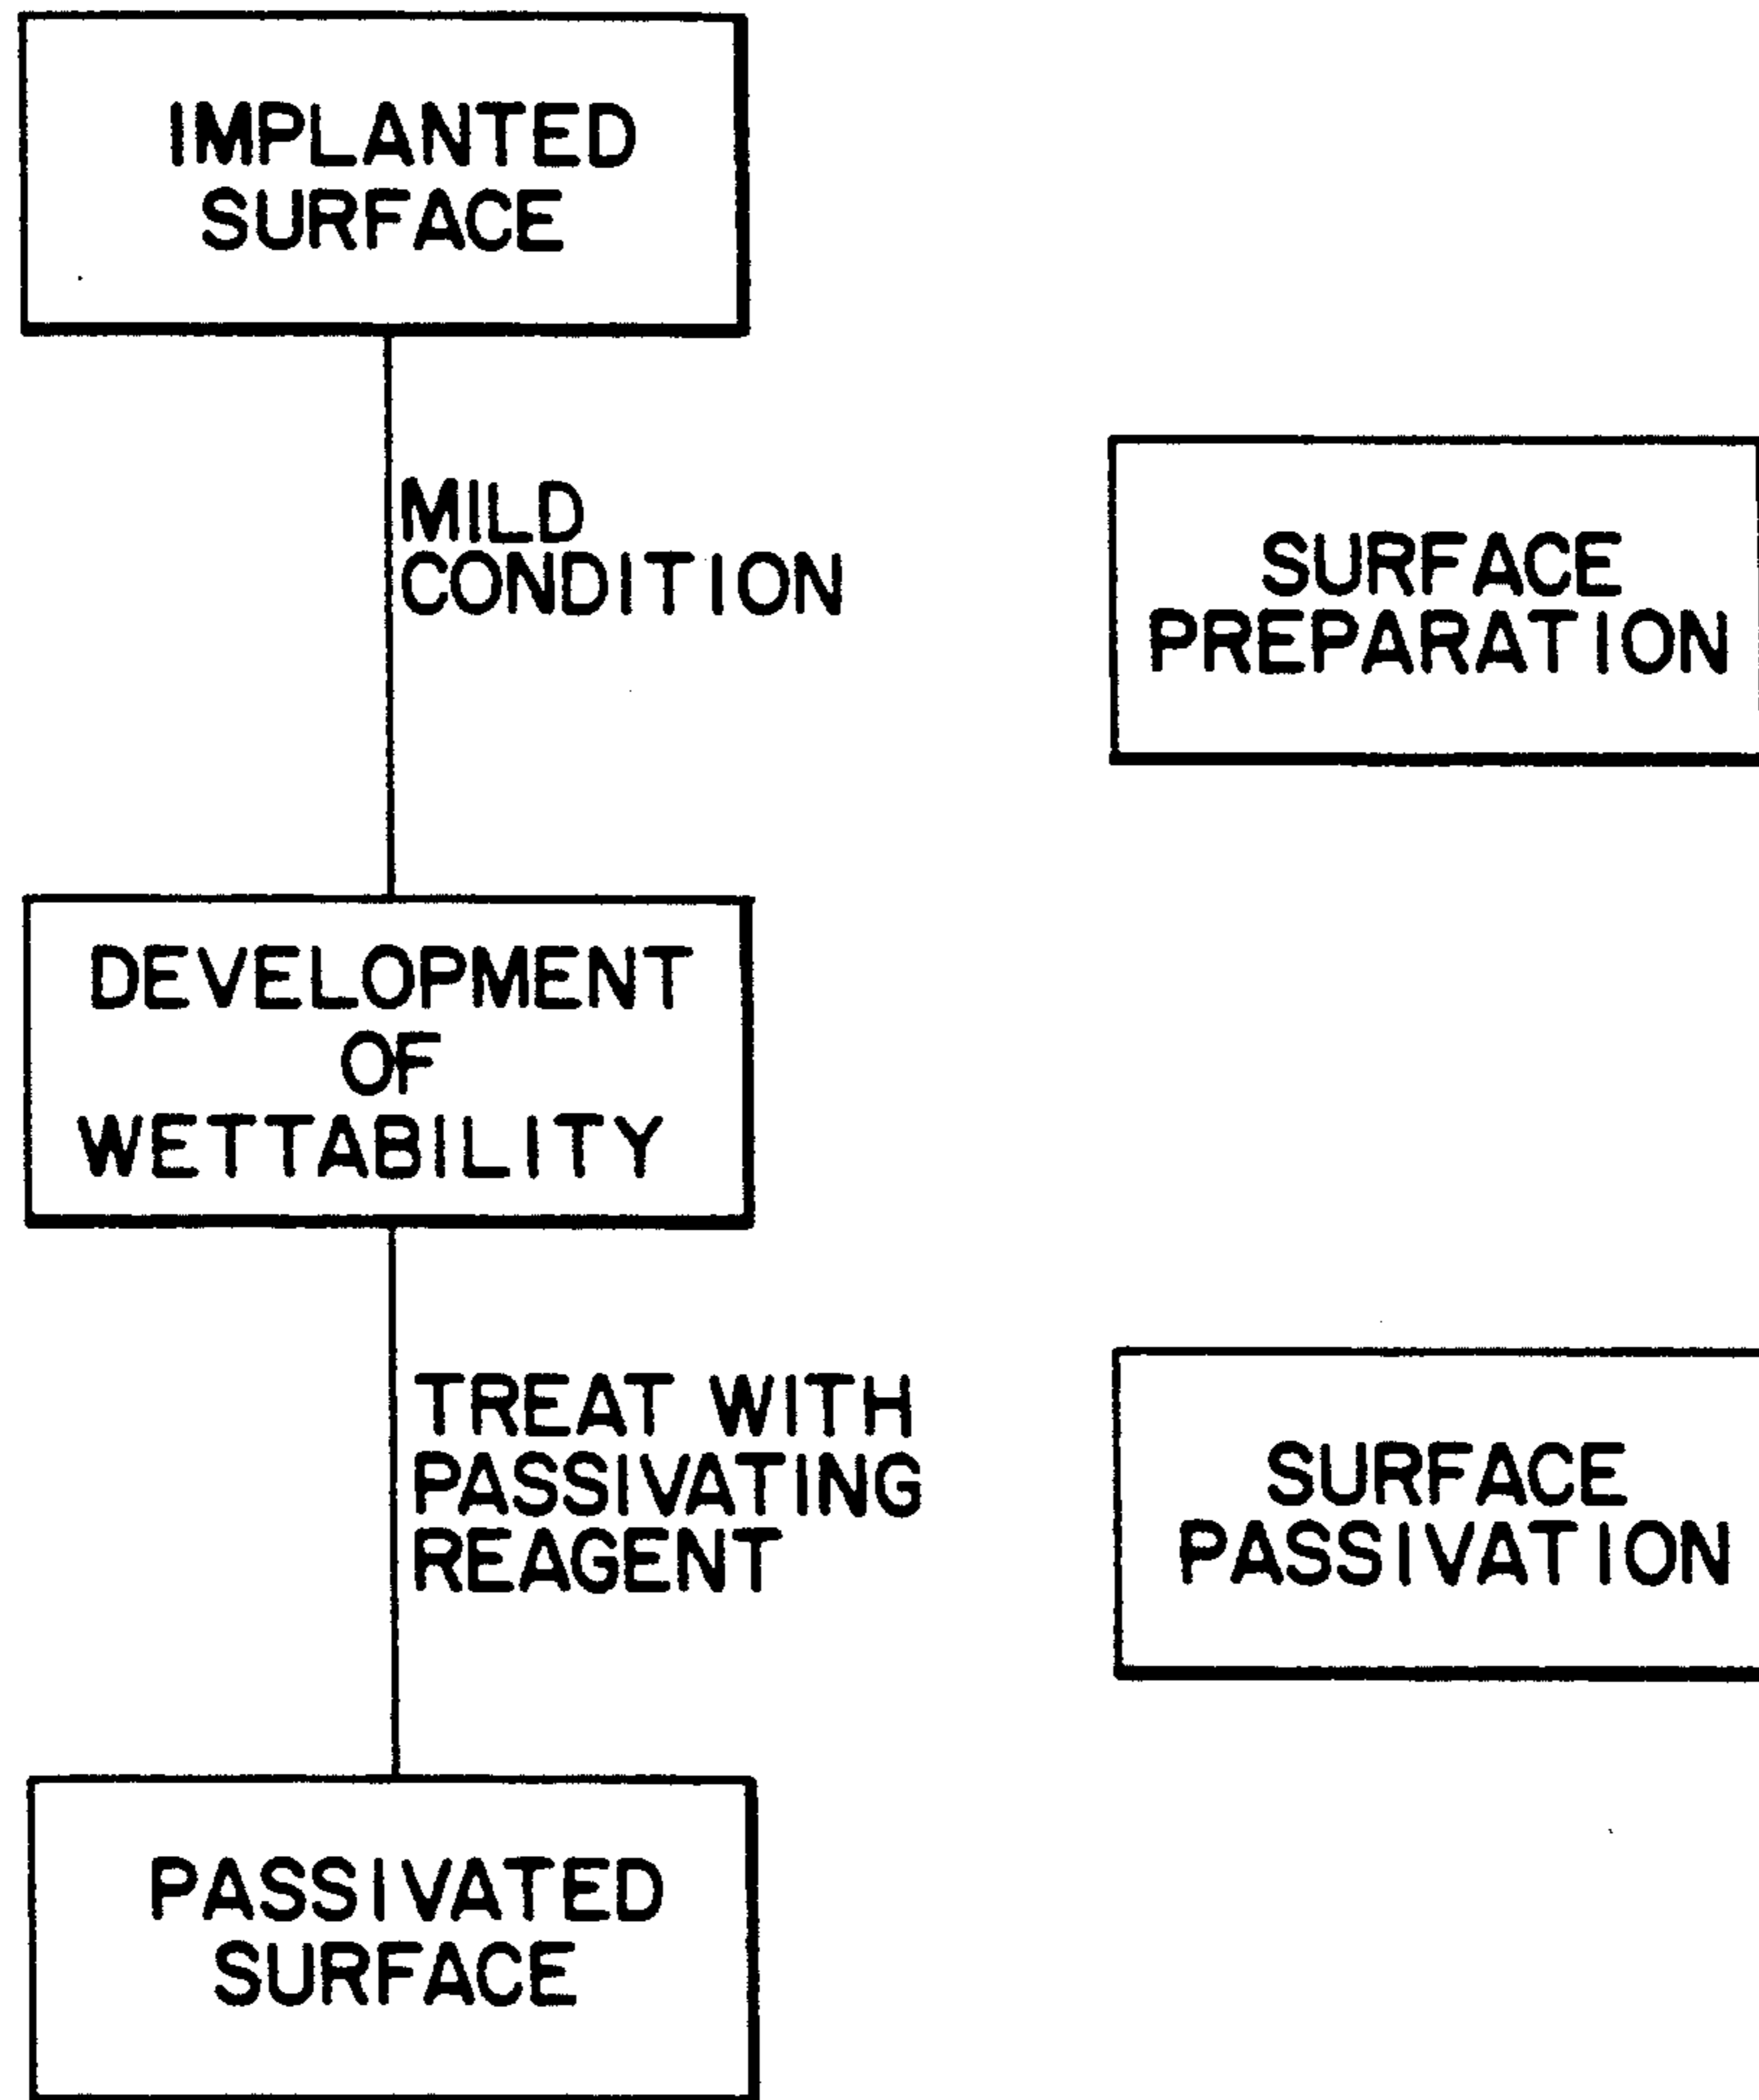 IMPLANTED
SURFACE
MILD
CONDITION
SURFACE
PREPARATION
DEVELOPMENT
OF
WETTABILITY
TREAT WITH
PASSIVATING
REAGENT
SURFACE
PASSIVATION
PASSIVATED
SURFACE